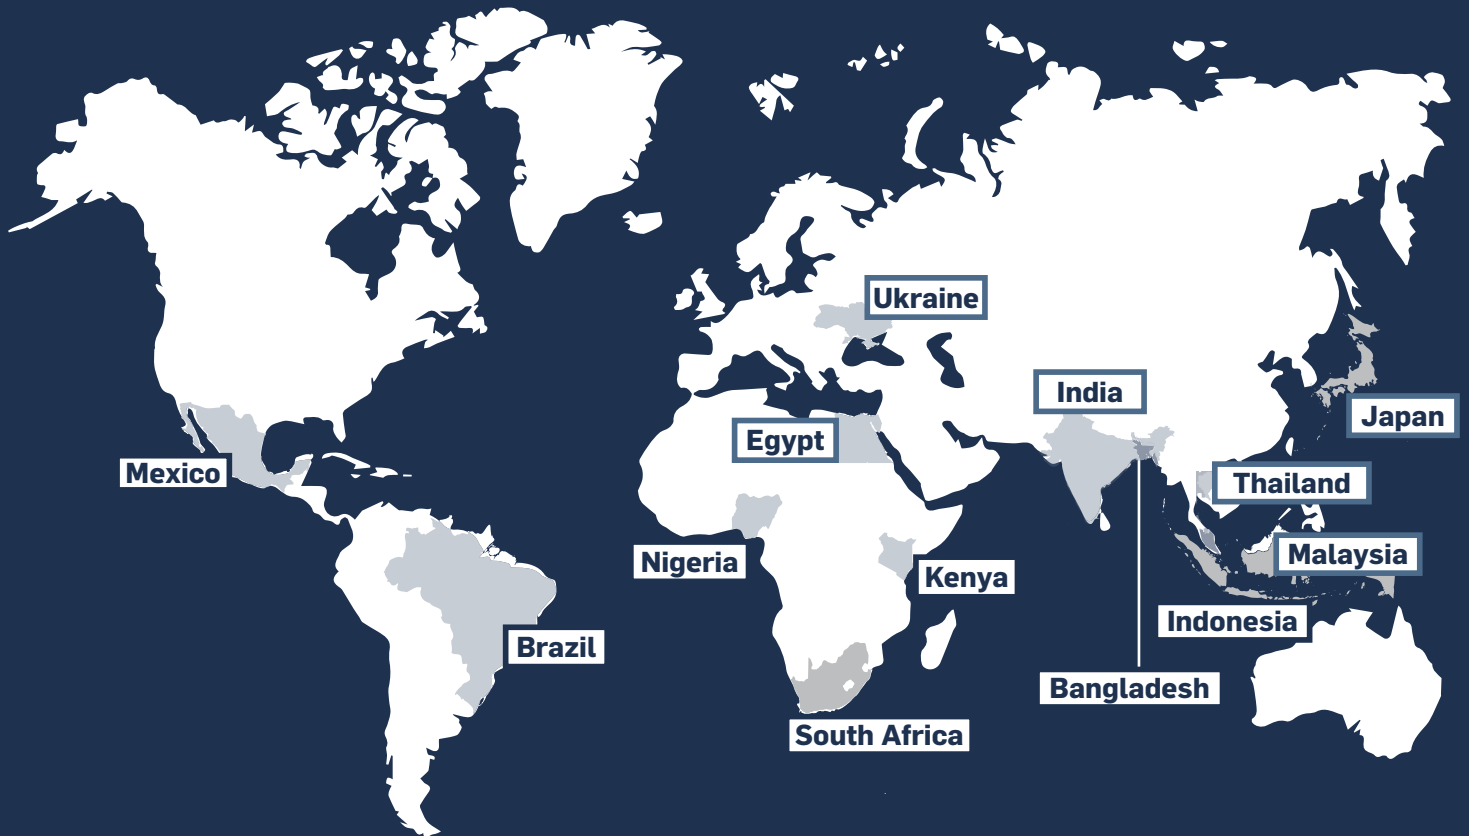 Ukraine
India
Japan
Egypt
Mexico
Thailand
Malaysia
Nigeria
Kenya
Indonesia
Brazil
Bangladesh
South Africa